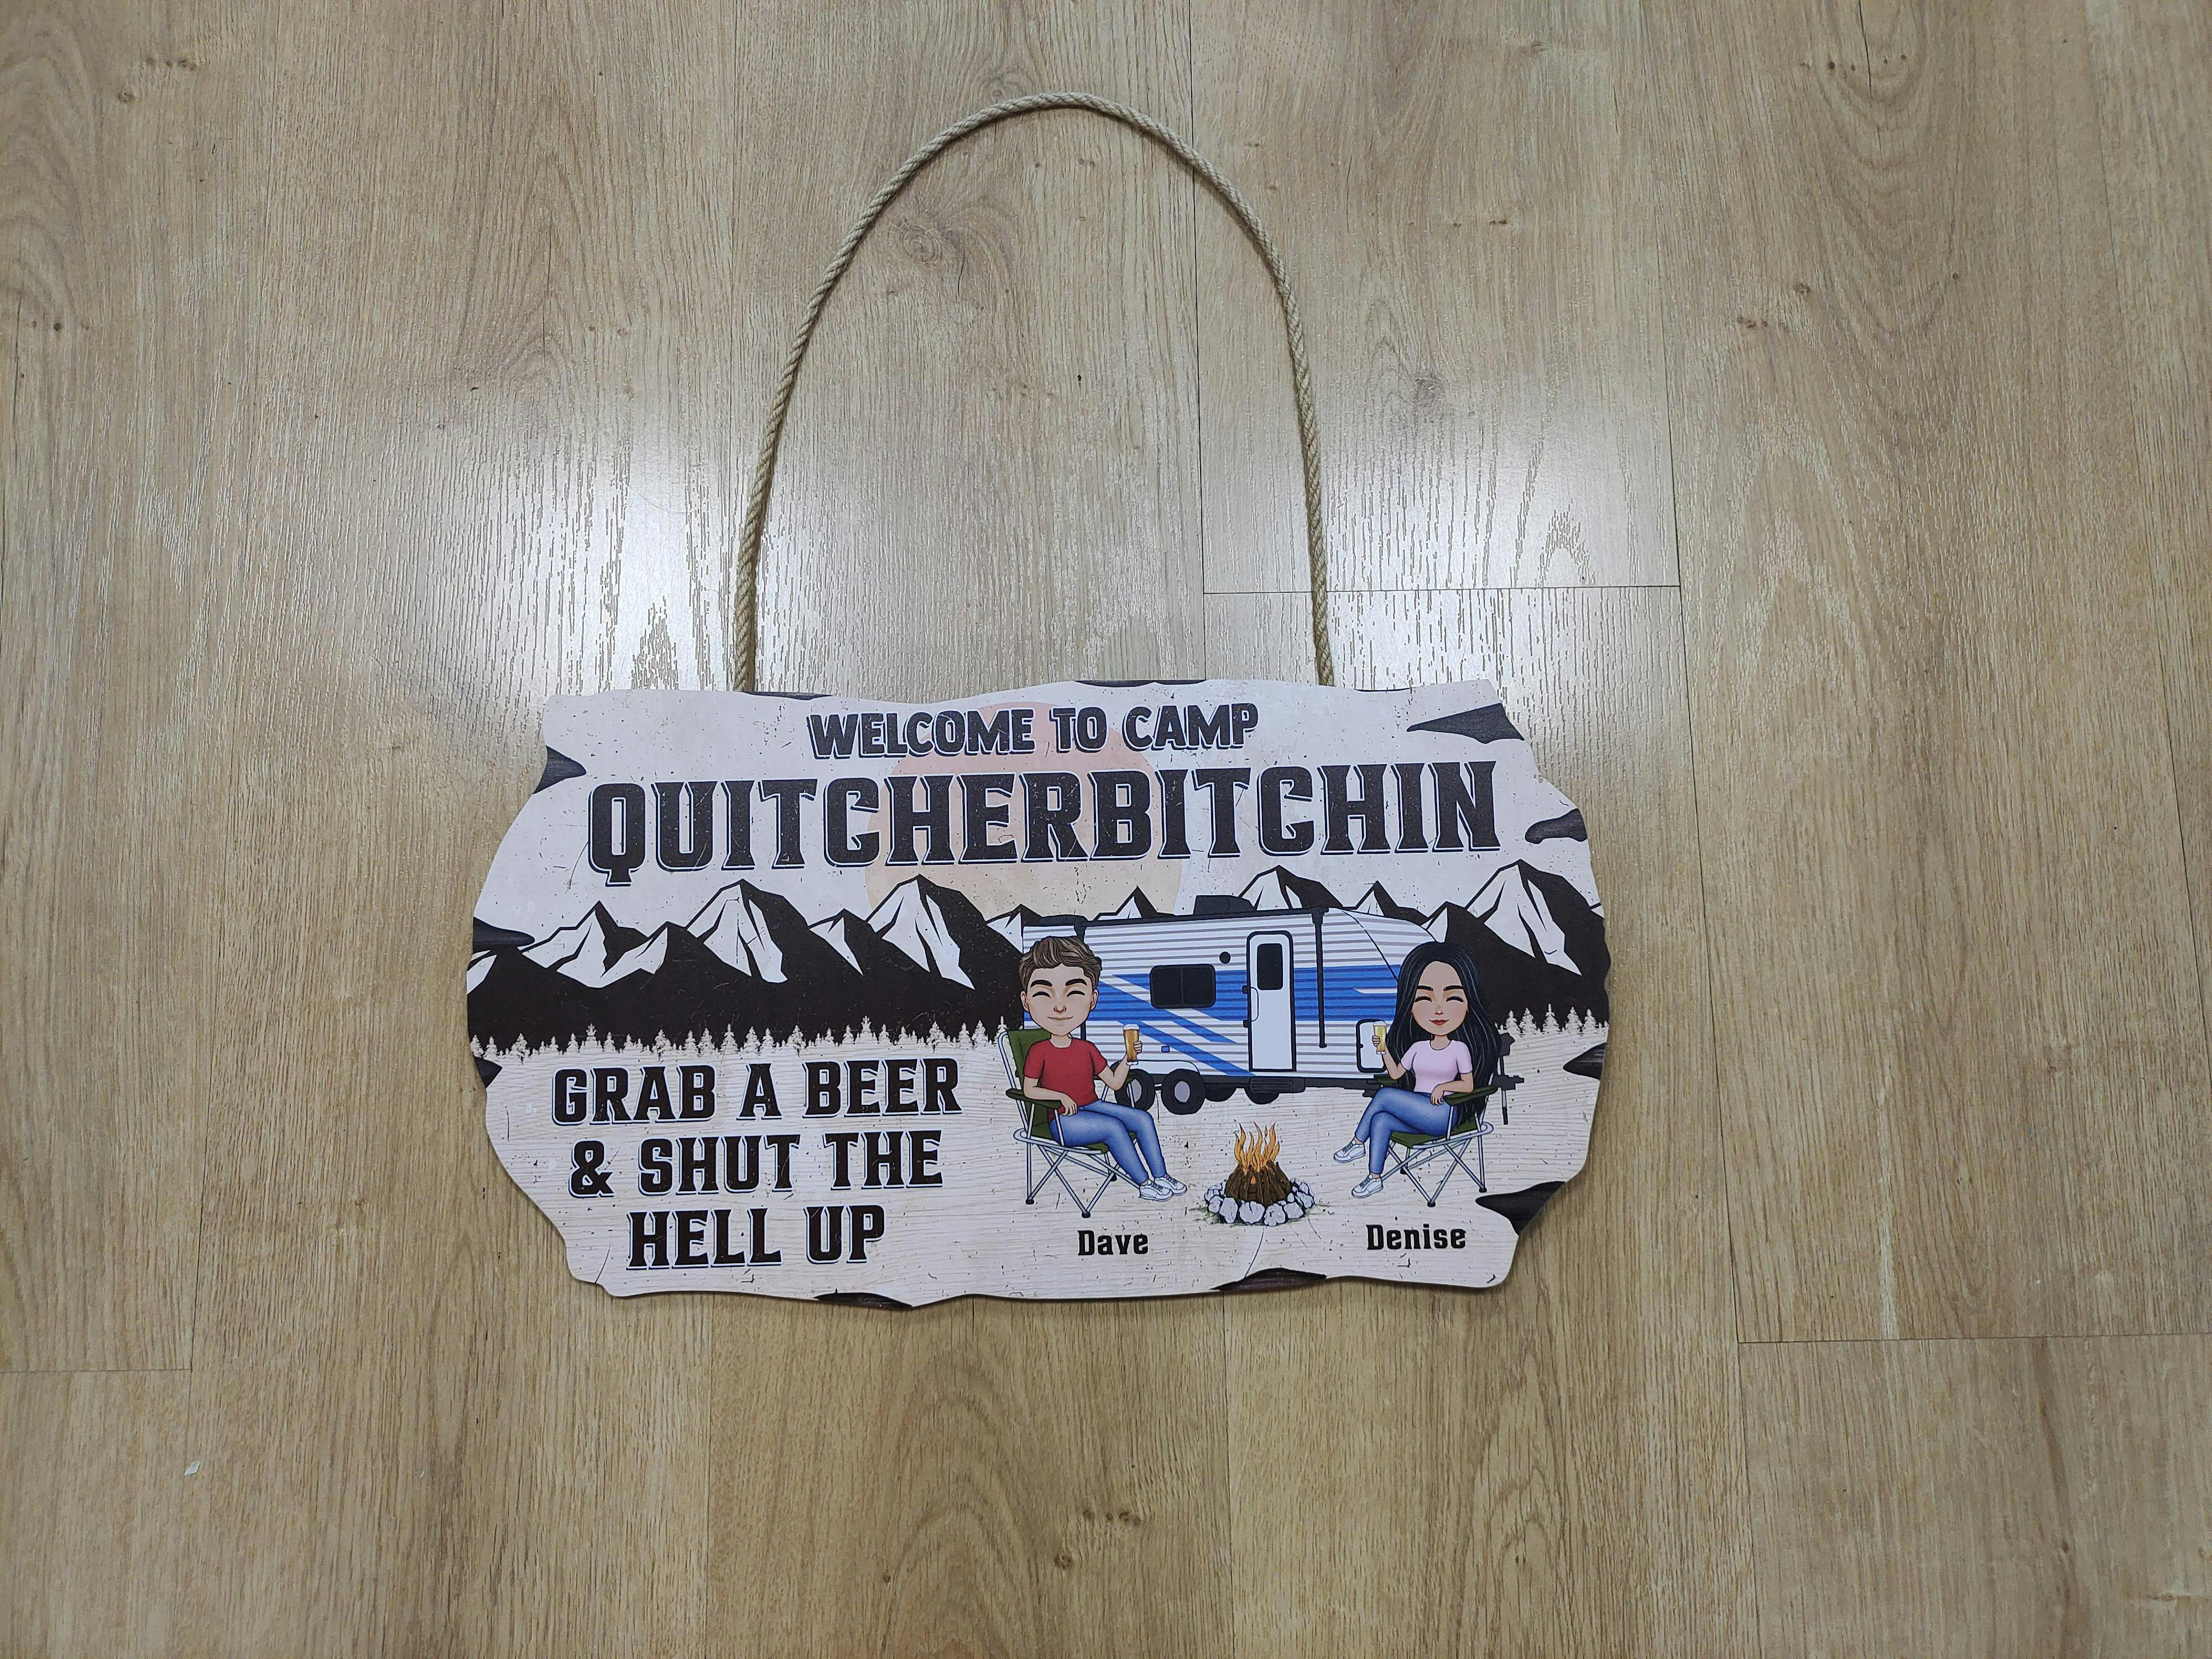 WELCOME TO CAMP
QUITCHERBITCHIN
GRAB A BEER
& SHUT THE
HELL UP
Dave
Denise